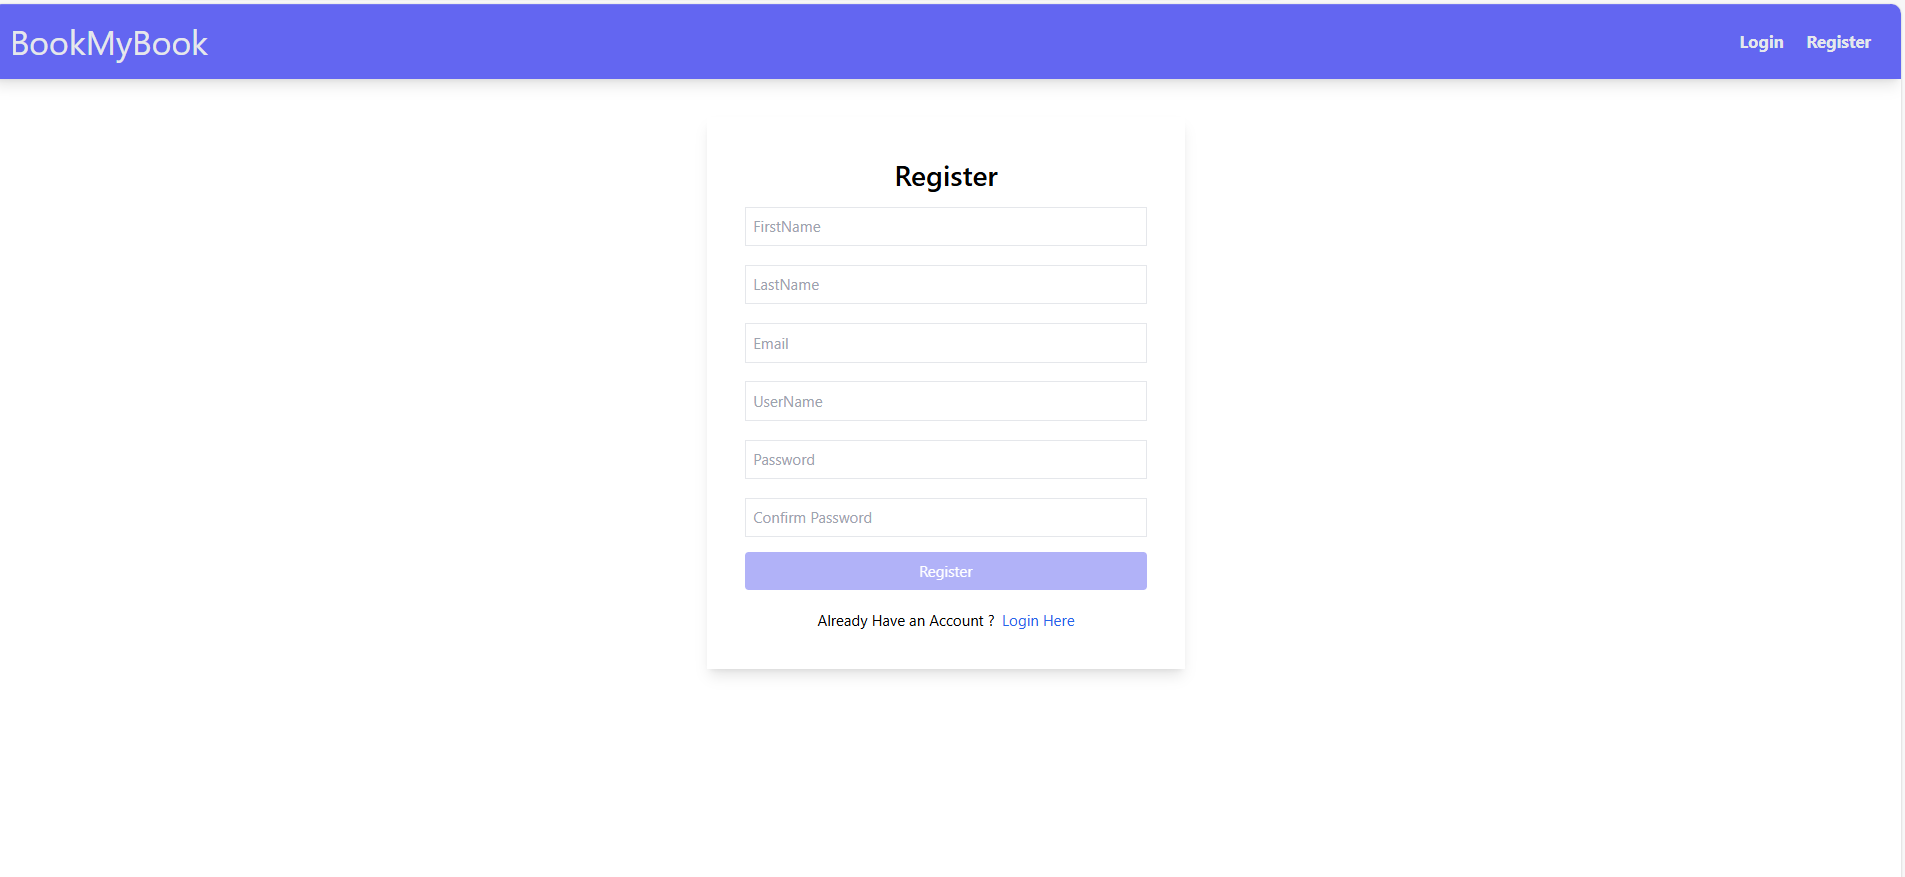 BookMyBook
Login Register
Register
FirstName
LastName
Email
UserName
Password
Confirm Password
Register
Already Have an Account ? Login Here